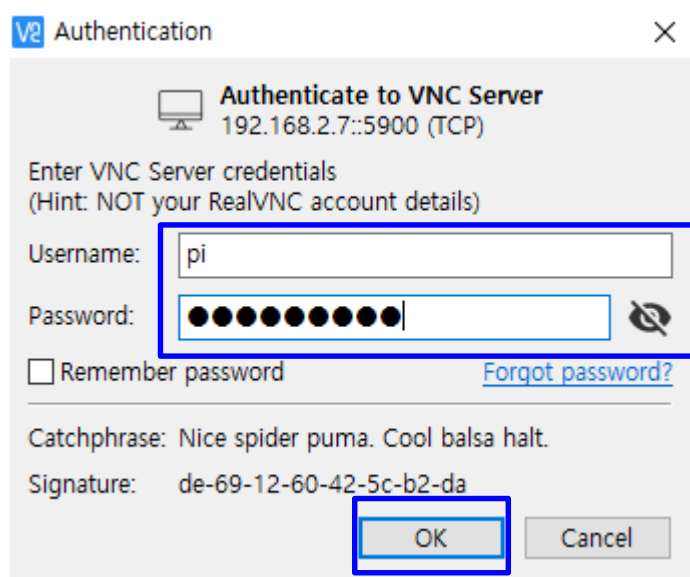 V2 Authentication
Authenticate to VNC Server
192.168.2.7::5900 (TCP)
Enter VNC Server credentials
(Hint: NOT your RealVNC account details)
Username: pi
Password: ●●●●●●●●●
Remember password Forgot password?
Catchphrase: Nice spider puma. Cool balsa halt.
Signature: de-69-12-60-42-5c-b2-da
OK Cancel